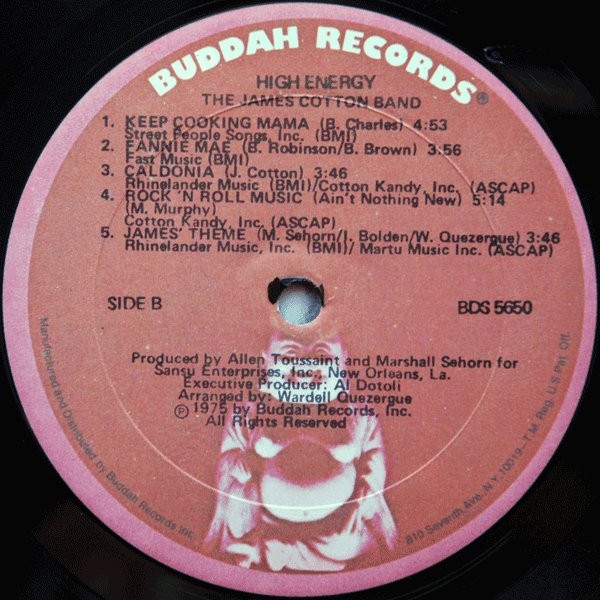 BUDDAH RECORDS®
HIGH ENERGY
THE JAMES COTTON BAND
1. KEEP COOKING MAMA (B. Charles) 4:53
Street People Songs, Inc. (BMI)
2. FANNIE MAE (B. Robinson/B. Brown) 3:56
Fast Music (BMI)
3. CALDONIA (J. Cotton) 3:46
Rhinelander Music (BMI)/Cotton Kandy, Inc. (ASCAP)
4. ROCK 'N ROLL MUSIC (Ain't Nothing New) 5:14
(M. Murphy)
Cotton Kandy, Inc. (ASCAP)
5. JAMES' THEME (M. Sehorn/I. Bolden/W. Quezergue) 3:46
Rhinelander Music, Inc. (BMI)/ Martu Music Inc. (ASCAP)
SIDE B
BDS 5650
Produced by Allen Toussaint and Marshall Sehorn for
Sansu Enterprises, Inc., New Orleans, La.
Executive Producer: Al Dotoli
Arranged by: Wardell Quezergue
℗ 1975 by Buddah Records, Inc.
All Rights Reserved
Manufactured and Distributed by Buddah Records Inc.
810 Seventh Ave. N.Y. 10019—T.M. Reg. U.S. Pat. Off.